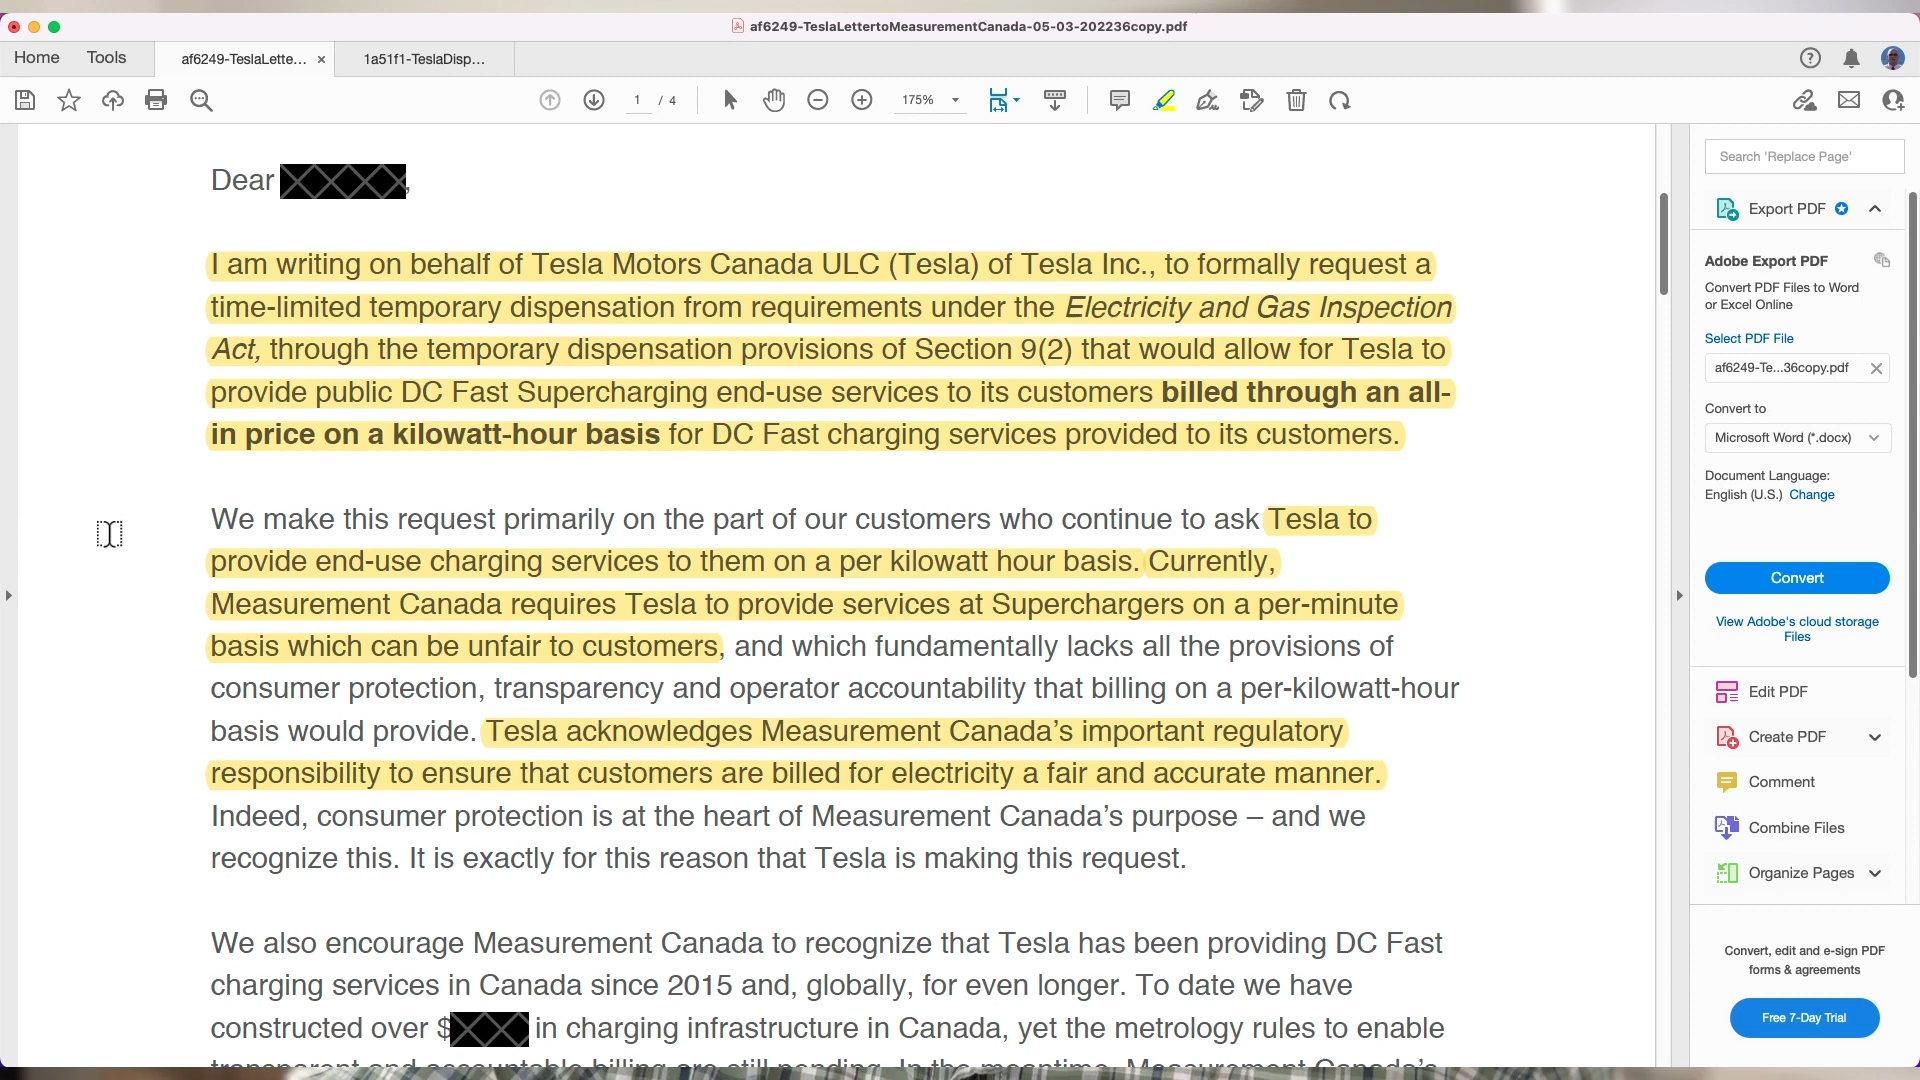 af6249-TeslaLettertoMeasurementCanada-05-03-202236copy.pdf
Home
Tools
af6249-TeslaLette... ×
1a51f1-TeslaDisp...
1 / 4
175%
Dear
,
I am writing on behalf of Tesla Motors Canada ULC (Tesla) of Tesla Inc., to formally request a
time-limited temporary dispensation from requirements under the Electricity and Gas Inspection
Act, through the temporary dispensation provisions of Section 9(2) that would allow for Tesla to
provide public DC Fast Supercharging end-use services to its customers billed through an all-
in price on a kilowatt-hour basis for DC Fast charging services provided to its customers.
We make this request primarily on the part of our customers who continue to ask Tesla to
provide end-use charging services to them on a per kilowatt hour basis. Currently,
Measurement Canada requires Tesla to provide services at Superchargers on a per-minute
basis which can be unfair to customers, and which fundamentally lacks all the provisions of
consumer protection, transparency and operator accountability that billing on a per-kilowatt-hour
basis would provide. Tesla acknowledges Measurement Canada’s important regulatory
responsibility to ensure that customers are billed for electricity a fair and accurate manner.
Indeed, consumer protection is at the heart of Measurement Canada’s purpose – and we
recognize this. It is exactly for this reason that Tesla is making this request.
We also encourage Measurement Canada to recognize that Tesla has been providing DC Fast
charging services in Canada since 2015 and, globally, for even longer. To date we have
constructed over $ in charging infrastructure in Canada, yet the metrology rules to enable
transparent and accountable billing are still pending. In the meantime, Measurement Canada’s
Search 'Replace Page'
Export PDF
Adobe Export PDF
Convert PDF Files to Word
or Excel Online
Select PDF File
af6249-Te...36copy.pdf
Convert to
Microsoft Word (*.docx)
Document Language:
English (U.S.) Change
Convert
View Adobe's cloud storage
Files
Edit PDF
Create PDF
Comment
Combine Files
Organize Pages
Convert, edit and e-sign PDF
forms & agreements
Free 7-Day Trial